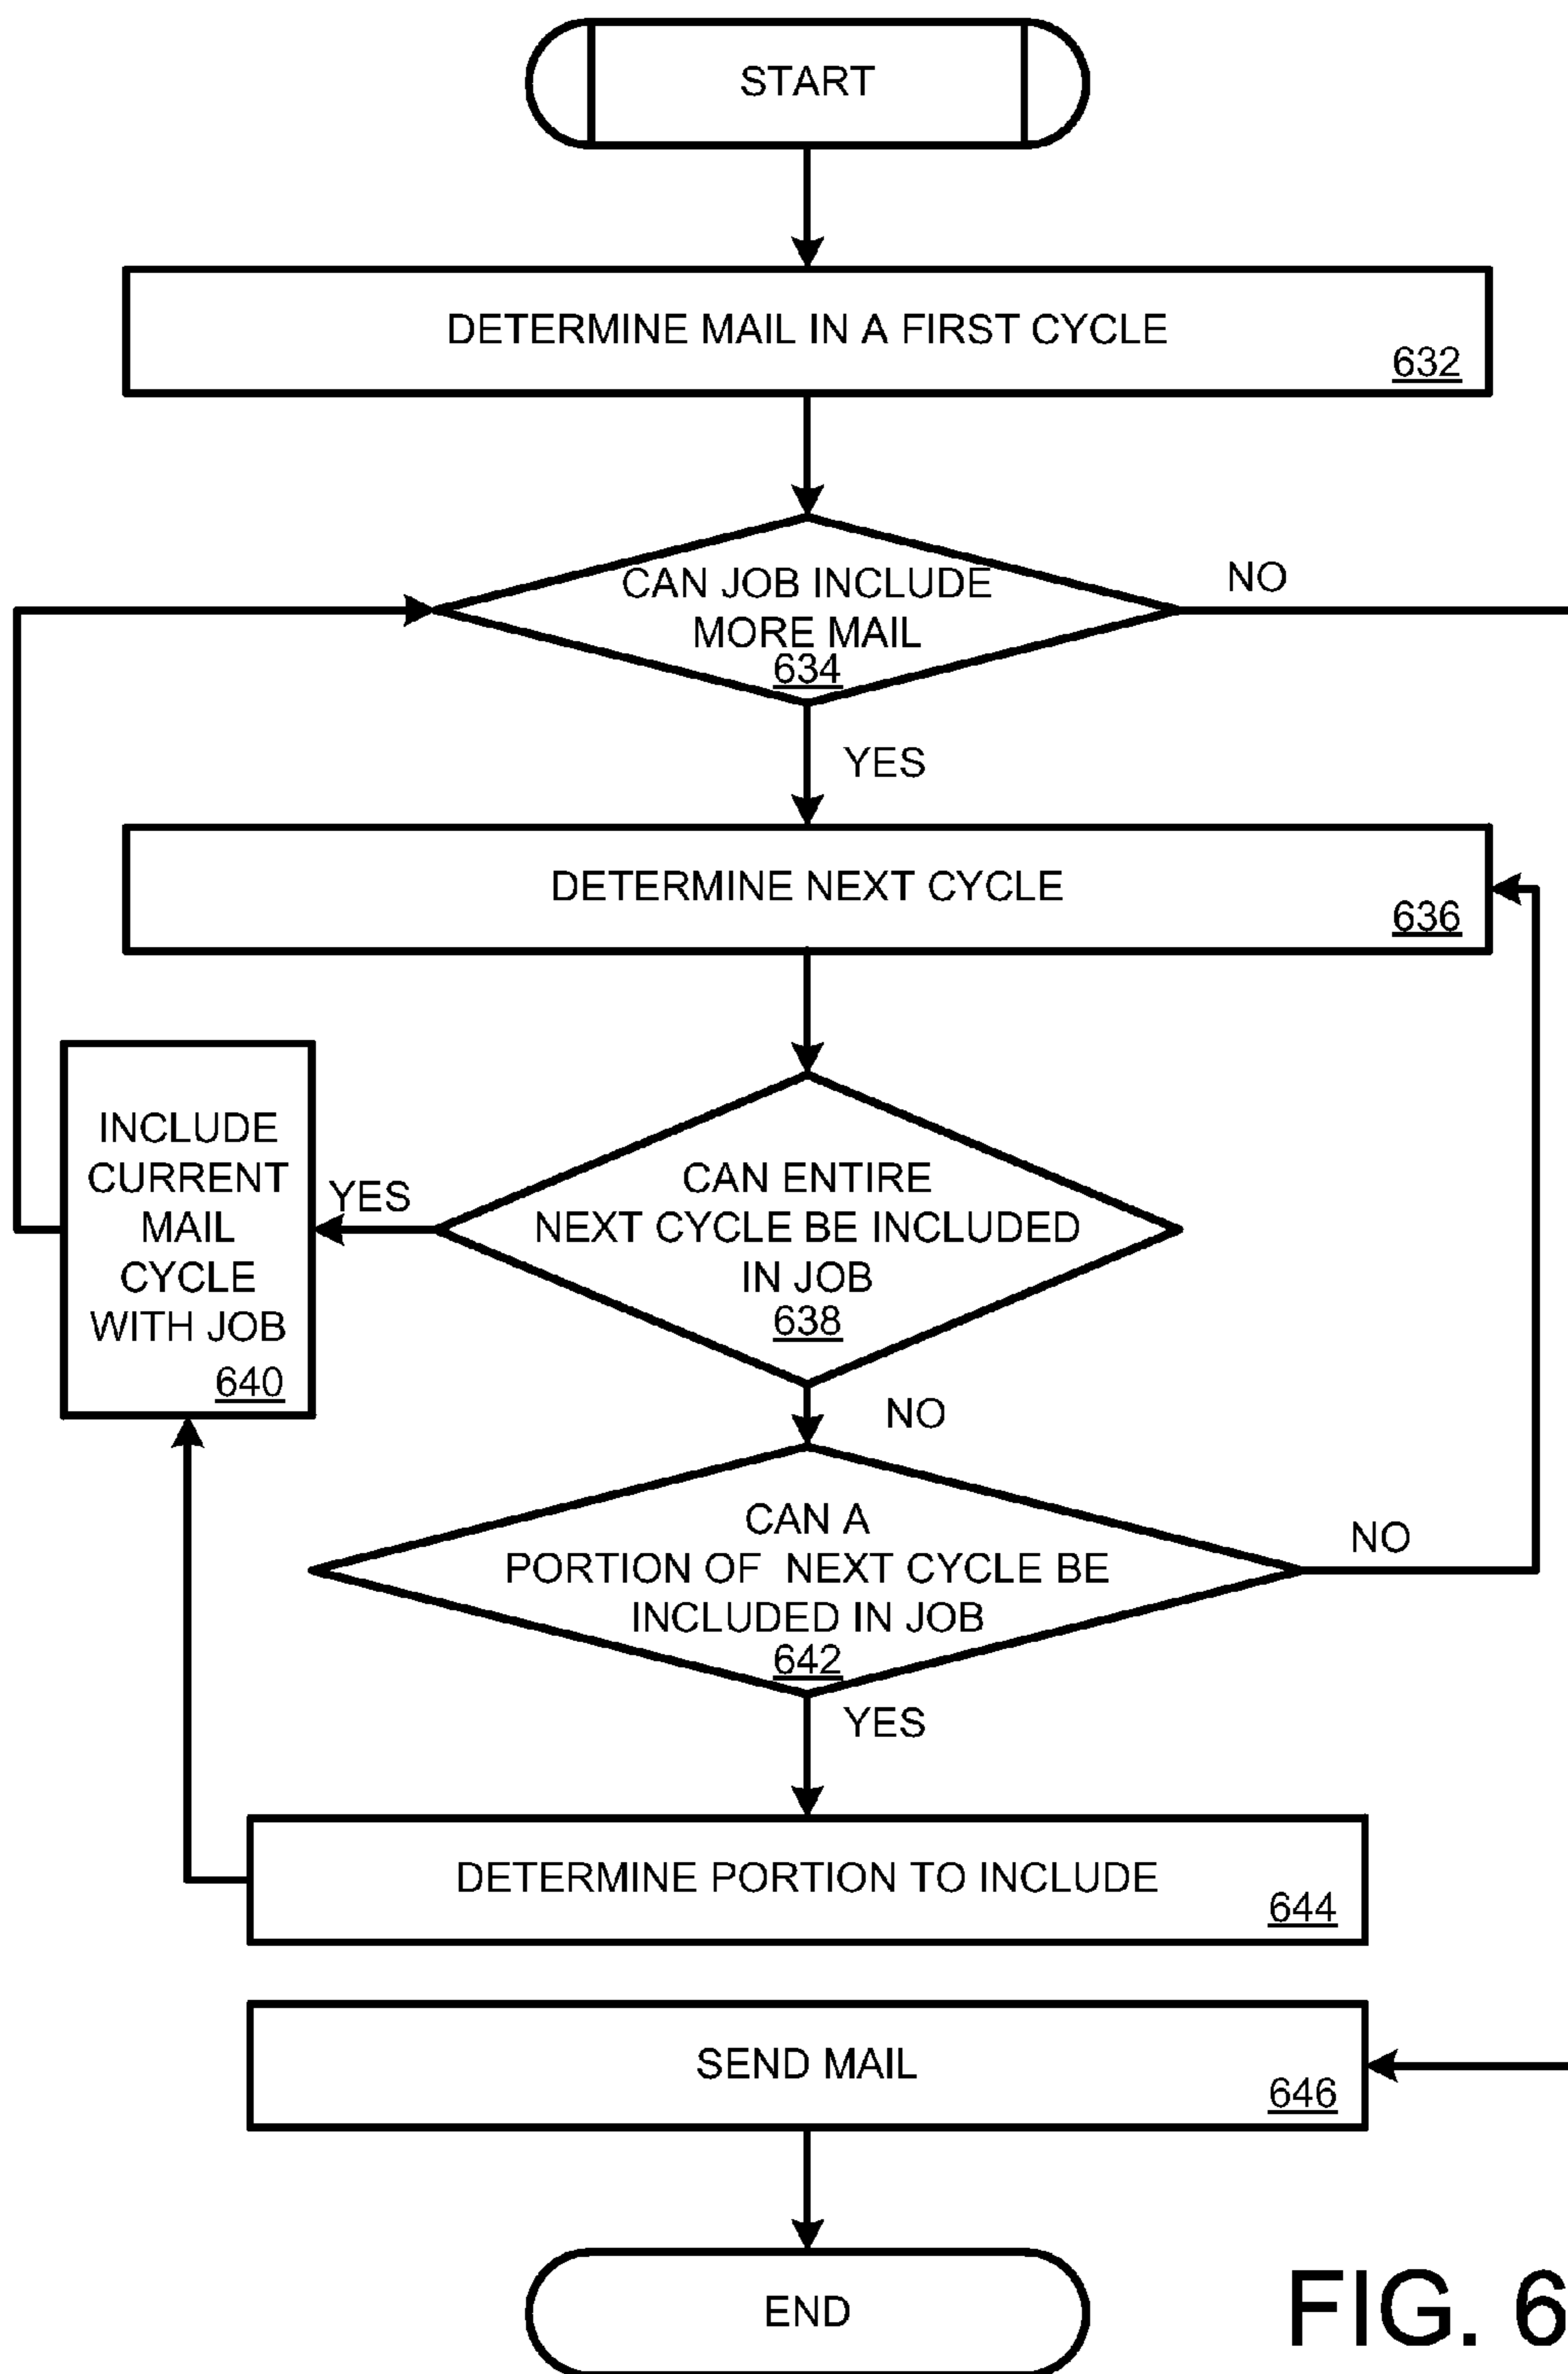 START
DETERMINE MAIL IN A FIRST CYCLE
632
CAN JOB INCLUDE
MORE MAIL
634
NO
YES
DETERMINE NEXT CYCLE
636
INCLUDE
CURRENT
MAIL
CYCLE
WITH JOB
640
YES
CAN ENTIRE
NEXT CYCLE BE INCLUDED
IN JOB
638
NO
CAN A
PORTION OF NEXT CYCLE BE
INCLUDED IN JOB
642
NO
YES
DETERMINE PORTION TO INCLUDE
644
SEND MAIL
646
END
FIG. 6